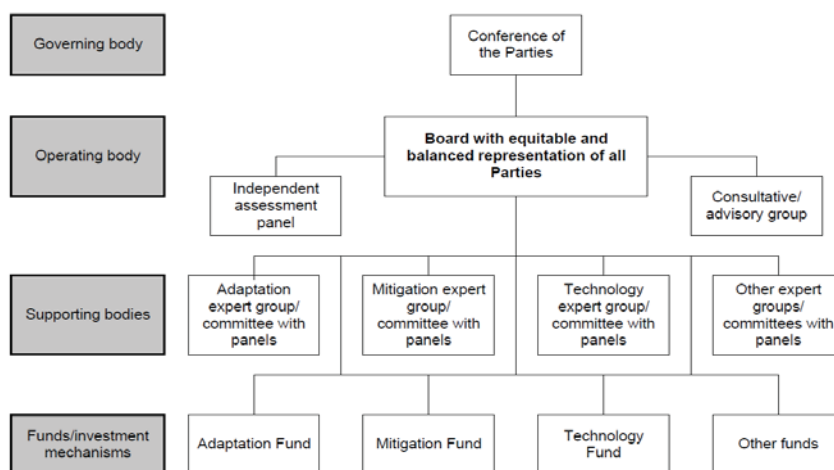 Governing body
Conference of
the Parties
Operating body
Board with equitable and
balanced representation of all
Parties
Independent
assessment
panel
Consultative/
advisory group
Supporting bodies
Adaptation
expert group/
committee with
panels
Mitigation expert
group/
committee with
panels
Technology
expert group/
committee with
panels
Other expert
groups/
committees with
panels
Funds/investment
mechanisms
Adaptation Fund
Mitigation Fund
Technology
Fund
Other funds